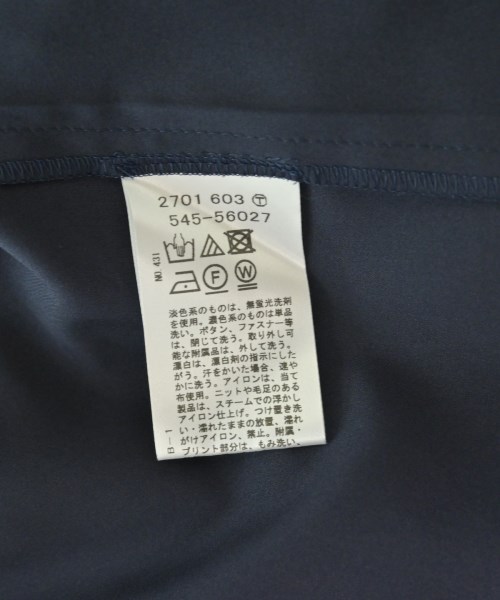 2701 603 Ⓣ
545-56027
NO.431
F W
淡色系のものは、無蛍光洗剤
を使用。濃色系のものは単品
洗い。ボタン、ファスナー等
は、閉じて洗う。取り外し可
能な附属品は、外して洗う。
漂白は、漂白剤の指示にした
がう。汗をかいた場合、速や
かに洗う。アイロンは、当て
布使用。ニットや毛足のある
製品は、スチームでの浮かし
アイロン仕上げ。つけ置き洗
い・濡れたままの放置、濡れ
がけアイロン、禁止。附属・
プリント部分は、もみ洗い。
B-1